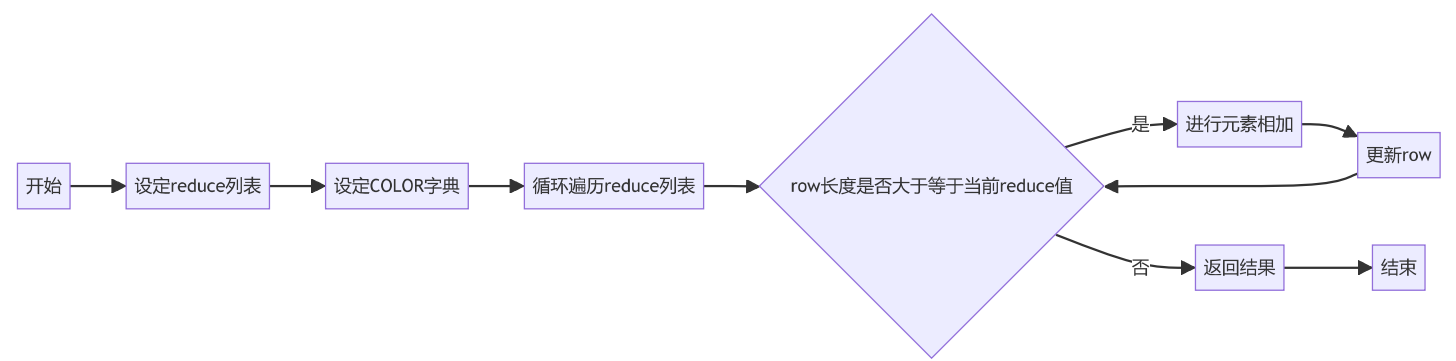 开始
设定reduce列表
设定COLOR字典
循环遍历reduce列表
row长度是否大于等于当前reduce值
是
进行元素相加
更新row
否
返回结果
结束